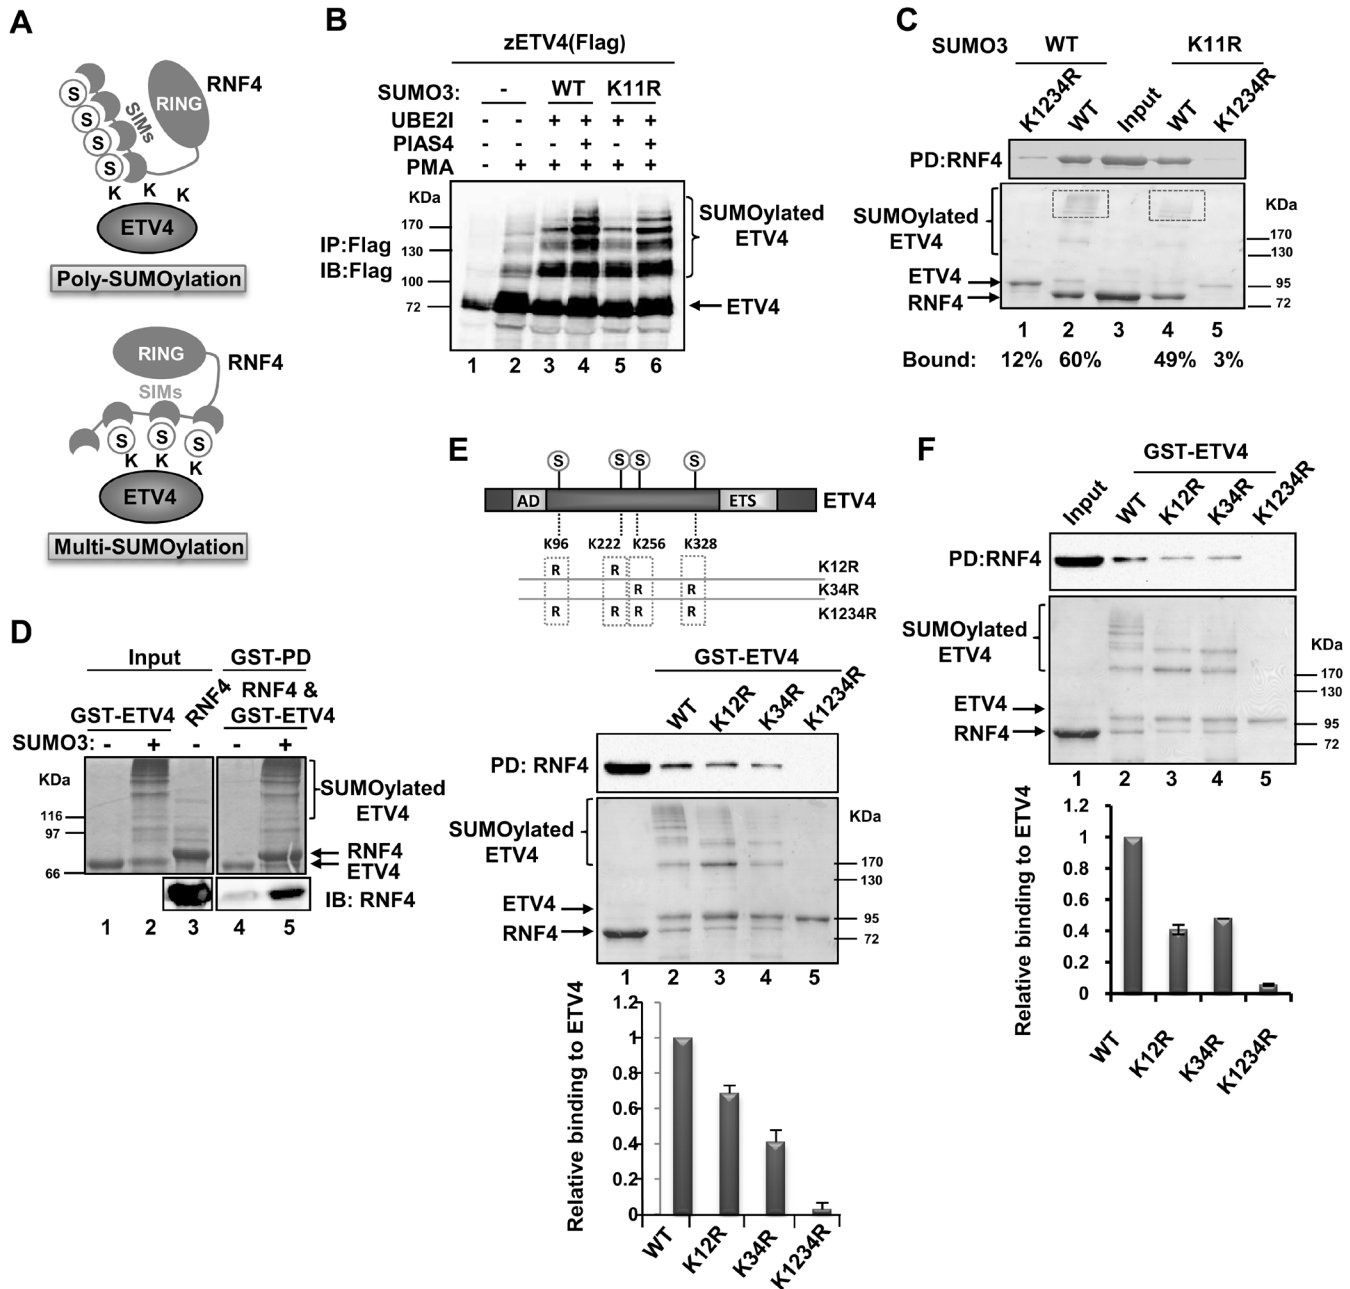 A
S
S
S
S
SIMs
RING
RNF4
K K K
ETV4
Poly-SUMOylation
RING
RNF4
SIMs
S S S
K K K
ETV4
Multi-SUMOylation
B
zETV4(Flag)
SUMO3: - WT K11R
UBE2I - - + + + +
PIAS4 - - + +
PMA - + + + + +
KDa
170
130
100
72
IP:Flag
IB:Flag
SUMOylated
ETV4
ETV4
1 2 3 4 5 6
C
SUMO3 WT K11R
K1234R WT Input WT K1234R
PD:RNF4
SUMOylated
ETV4
ETV4
RNF4
KDa
170
130
95
72
1 2 3 4 5
Bound: 12% 60% 49% 3%
D
Input GST-PD
GST-ETV4 RNF4 RNF4 &
GST-ETV4
SUMO3: - + - - +
KDa
116
97
66
SUMOylated
ETV4
RNF4
ETV4
IB: RNF4
1 2 3 4 5
E
S S S S
AD ETS ETV4
K96 K222 K256 K328
R R K12R
R R K34R
R R R R K1234R
GST-ETV4
WT K12R K34R K1234R
PD: RNF4
SUMOylated
ETV4
ETV4
RNF4
KDa
170
130
95
72
1 2 3 4 5
Relative binding to ETV4
1.2
1
0.8
0.6
0.4
0.2
0
WT K12R K34R K1234R
F
GST-ETV4
Input WT K12R K34R K1234R
PD:RNF4
SUMOylated
ETV4
ETV4
RNF4
KDa
170
130
95
72
1 2 3 4 5
Relative binding to ETV4
1.2
1
0.8
0.6
0.4
0.2
0
WT K12R K34R K1234R